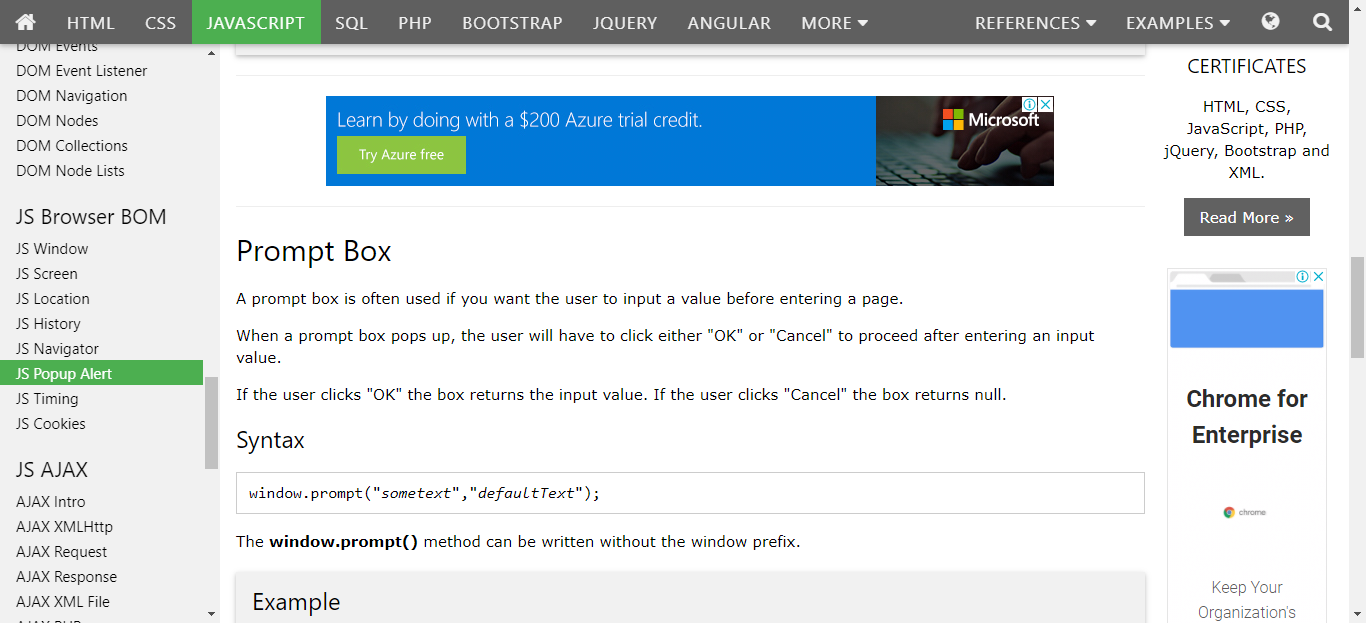 HTML CSS JAVASCRIPT SQL PHP BOOTSTRAP JQUERY ANGULAR MORE REFERENCES EXAMPLES
DOM Events
DOM Event Listener
DOM Navigation
DOM Nodes
DOM Collections
DOM Node Lists
JS Browser BOM
JS Window
JS Screen
JS Location
JS History
JS Navigator
JS Popup Alert
JS Timing
JS Cookies
JS AJAX
AJAX Intro
AJAX XMLHttp
AJAX Request
AJAX Response
AJAX XML File
Learn by doing with a $200 Azure trial credit.
Try Azure free
Microsoft
Prompt Box
A prompt box is often used if you want the user to input a value before entering a page.
When a prompt box pops up, the user will have to click either "OK" or "Cancel" to proceed after entering an input
value.
If the user clicks "OK" the box returns the input value. If the user clicks "Cancel" the box returns null.
Syntax
window.prompt("sometext","defaultText");
The window.prompt() method can be written without the window prefix.
Example
CERTIFICATES
HTML, CSS,
JavaScript, PHP,
jQuery, Bootstrap and
XML.
Read More »
Chrome for
Enterprise
chrome
Keep Your
Organization's